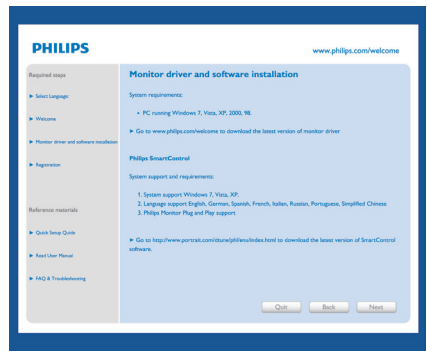 PHILIPS
www.philips.com/welcome
Required steps
► Select Language:
► Welcome
► Monitor driver and software installation
► Registration
Reference materials
► Quick Setup Quide
► Read User Manual
► FAQ & Troubleshooting
Monitor driver and software installation
System requirements:
• PC running Windows 7, Vista, XP, 2000, 98.
► Go to www.philips.com/welcome to download the latest version of monitor driver
Philips SmartControl
System support and requirements:
1. System support Windows 7, Vista, XP.
2. Language support English, German, Spanish, French, Italian, Russian, Portuguese, Simplified Chinese
3. Philips Monitor Plug and Play support
► Go to http://www.portrait.com/dtune/phl/enu/index.html to download the latest version of SmartControl
software.
Quit
Back
Next